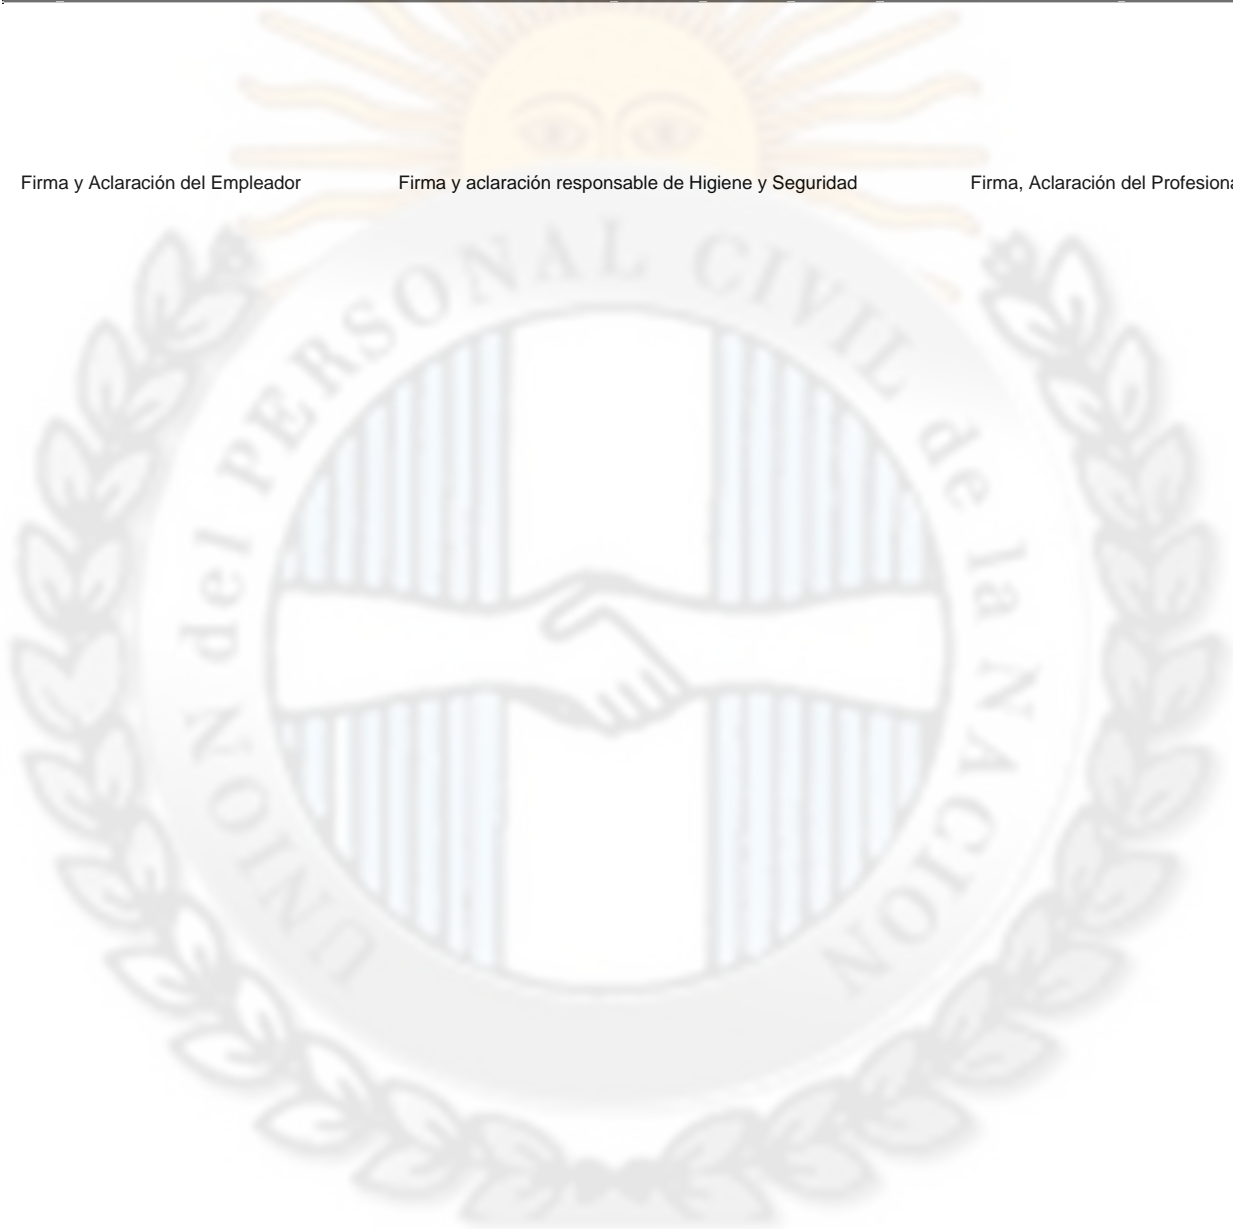 Firma y Aclaración del Empleador Firma y aclaración responsable de Higiene y Seguridad Firma, Aclaración del Profesiona
UNION del PERSONAL CIVIL de la NACION